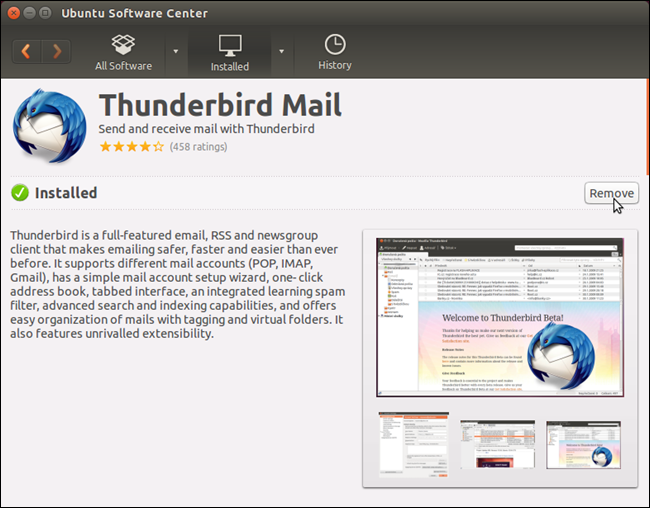 Ubuntu Software Center
All Software
Installed
History
Thunderbird Mail
Send and receive mail with Thunderbird
(458 ratings)
Installed
Remove
Thunderbird is a full-featured email, RSS and newsgroup
client that makes emailing safer, faster and easier than ever
before. It supports different mail accounts (POP, IMAP,
Gmail), has a simple mail account setup wizard, one- click
address book, tabbed interface, an integrated learning spam
filter, advanced search and indexing capabilities, and offers
easy organization of mails with tagging and virtual folders. It
also features unrivalled extensibility.
Welcome to Thunderbird Beta!